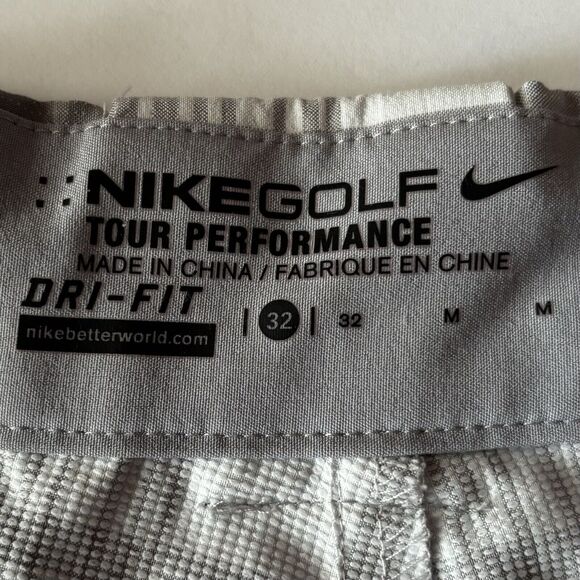 ::NIKEGOLF
TOUR PERFORMANCE
MADE IN CHINA / FABRIQUE EN CHINE
DRI-FIT
nikebetterworld.com
| 32 | 32 M M